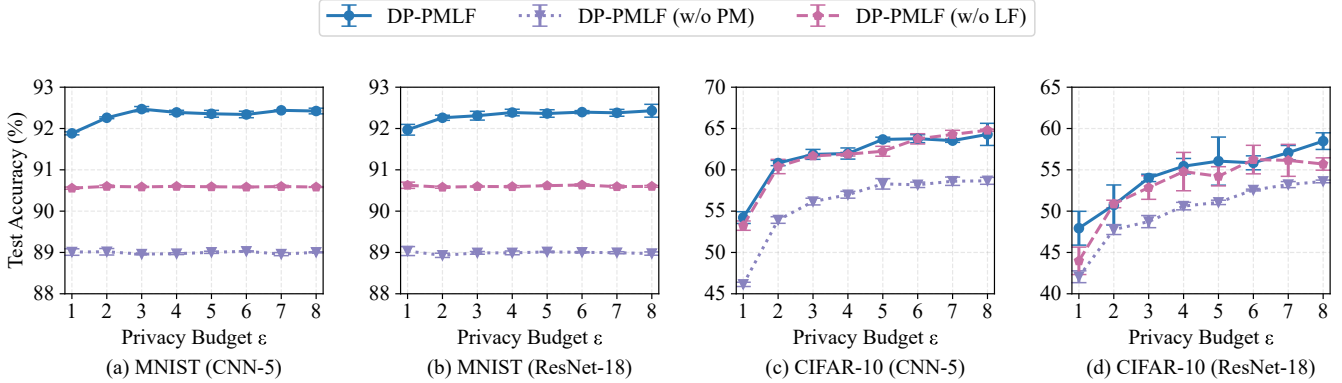 DP-PMLF DP-PMLF (w/o PM) DP-PMLF (w/o LF)
Test Accuracy (%)
93
92
91
90
89
88
1 2 3 4 5 6 7 8
Privacy Budget ε
(a) MNIST (CNN-5)
93
92
91
90
89
88
1 2 3 4 5 6 7 8
Privacy Budget ε
(b) MNIST (ResNet-18)
70
65
60
55
50
45
1 2 3 4 5 6 7 8
Privacy Budget ε
(c) CIFAR-10 (CNN-5)
65
60
55
50
45
40
1 2 3 4 5 6 7 8
Privacy Budget ε
(d) CIFAR-10 (ResNet-18)